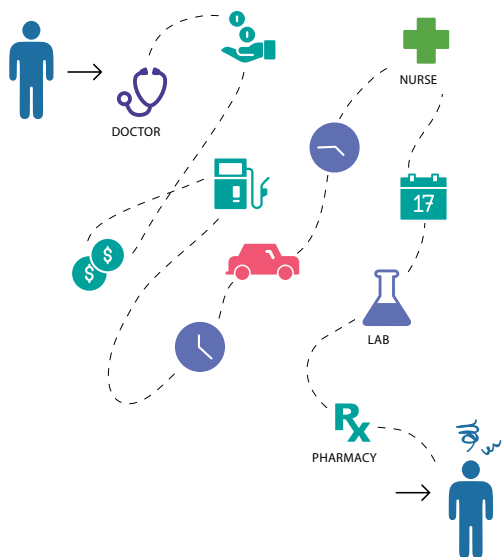 DOCTOR
NURSE
$
$
17
LAB
Rx
PHARMACY